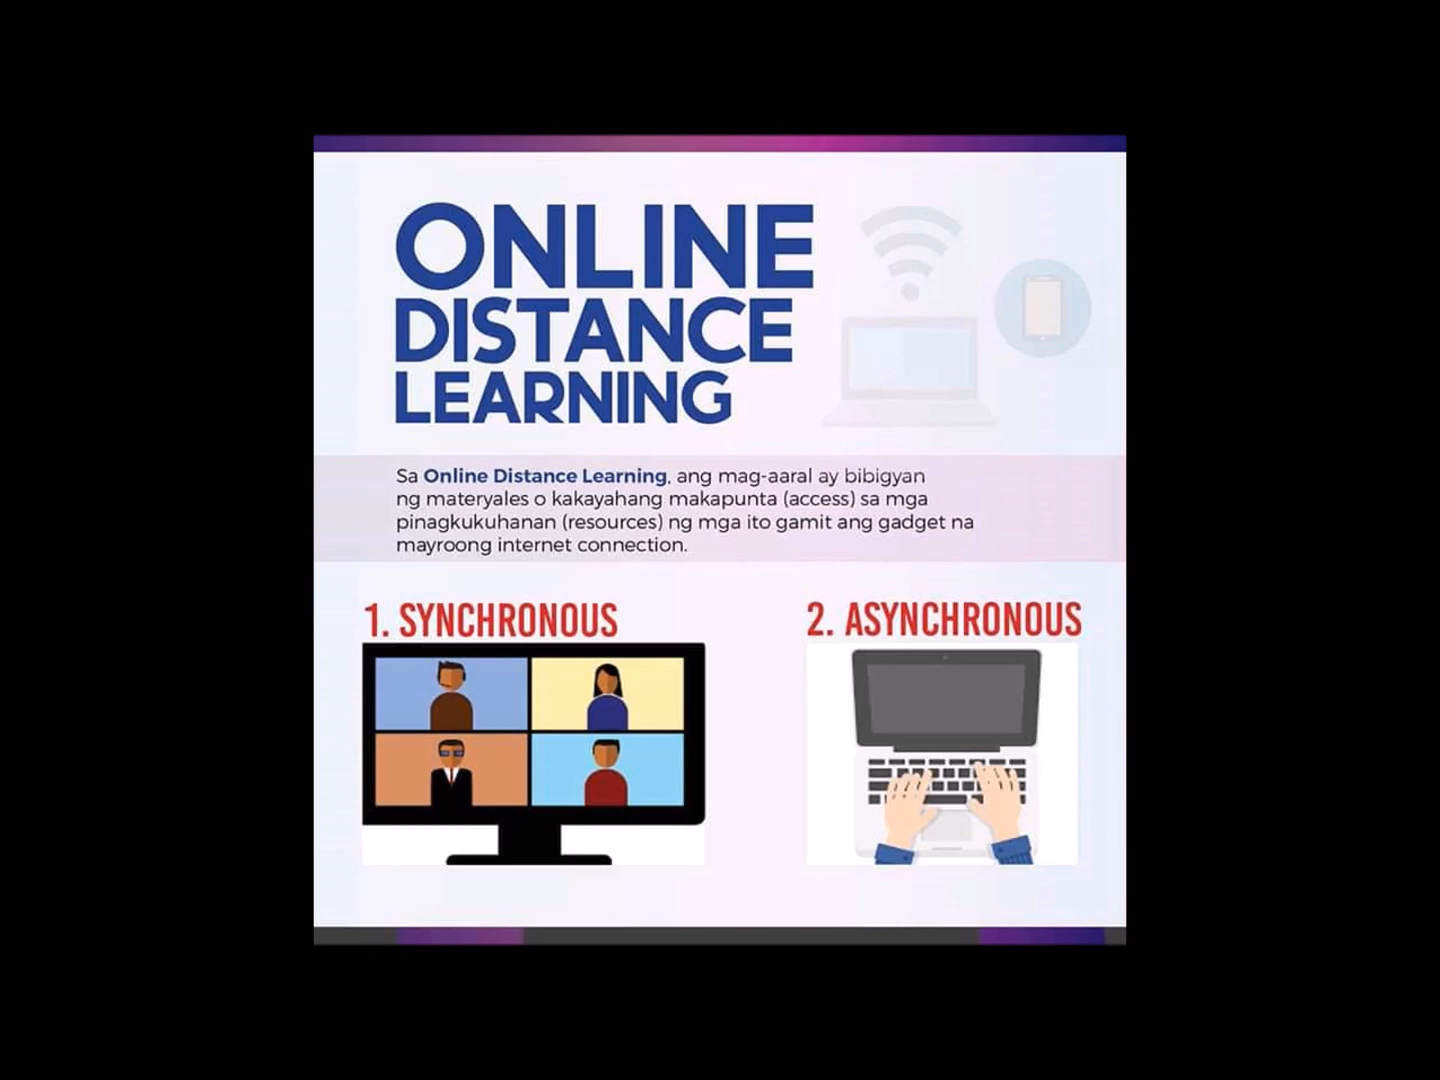 ONLINE
DISTANCE
LEARNING
Sa Online Distance Learning, ang mag-aaral ay bibigyan
ng materyales o kakayahang makapunta (access) sa mga
pinagkukuhanan (resources) ng mga ito gamit ang gadget na
mayroong internet connection.
1. SYNCHRONOUS
2. ASYNCHRONOUS